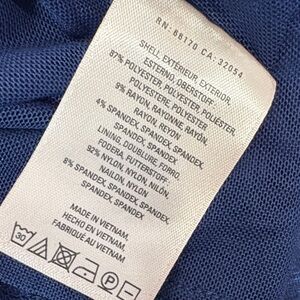 RN-88170 CA-32054
SHELL, EXTÉRIEUR, EXTERIOR,
ESTERNO, OBERSTOFF:
87% POLYESTER, POLYESTER, POLIÉSTER,
POLIESTERE, POLYESTER
9% RAYON, RAYONNE, RAYÓN,
RAYON, REYON
4% SPANDEX, SPANDEX, SPANDEX,
SPANDEX, SPANDEX
LINING, DOUBLURE, FORRO,
FODERA, FUTTERSTOFF:
92% NYLON, NYLON, NILÓN,
NAILON, NYLON
8% SPANDEX, SPANDEX, SPANDEX,
SPANDEX, SPANDEX
MADE IN VIETNAM.
HECHO EN VIETNAM.
FABRIQUÉ AU VIETNAM.
30 P